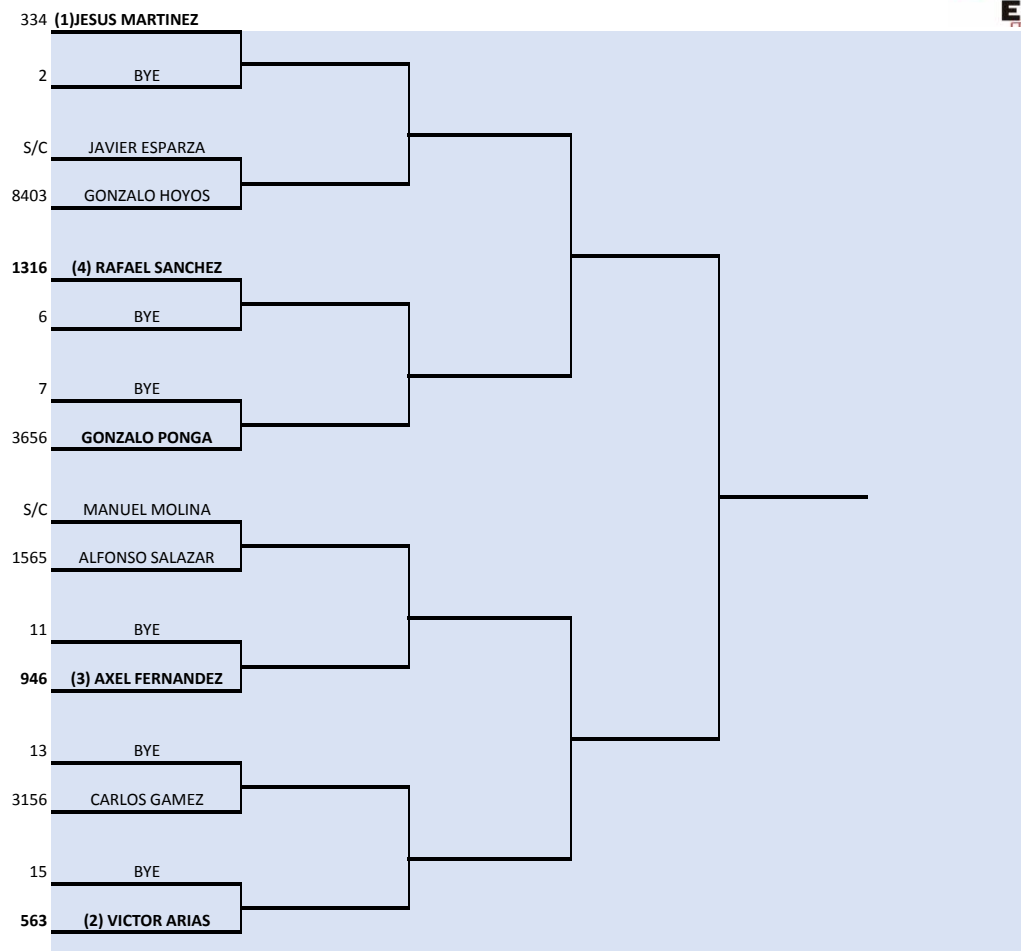 334 (1)JESUS MARTINEZ
E
2 BYE
S/C JAVIER ESPARZA
8403 GONZALO HOYOS
1316 (4) RAFAEL SANCHEZ
6 BYE
7 BYE
3656 GONZALO PONGA
S/C MANUEL MOLINA
1565 ALFONSO SALAZAR
11 BYE
946 (3) AXEL FERNANDEZ
13 BYE
3156 CARLOS GAMEZ
15 BYE
563 (2) VICTOR ARIAS